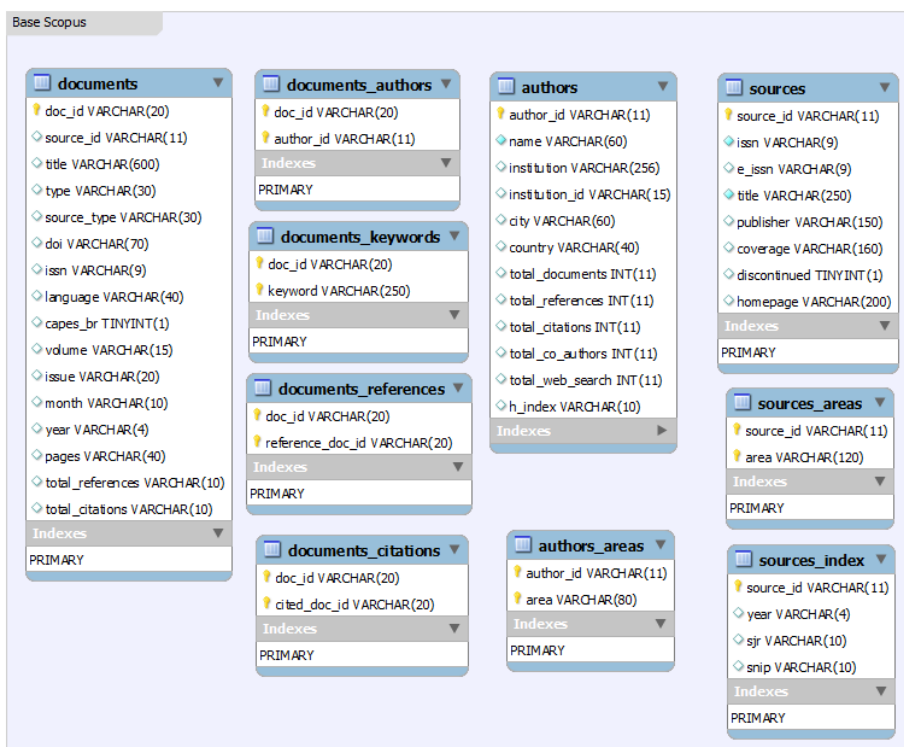 Base Scopus
documents
doc_id VARCHAR(20)
source_id VARCHAR(11)
title VARCHAR(600)
type VARCHAR(30)
source_type VARCHAR(30)
doi VARCHAR(70)
issn VARCHAR(9)
language VARCHAR(40)
capes_br TINYINT(1)
volume VARCHAR(15)
issue VARCHAR(20)
month VARCHAR(10)
year VARCHAR(4)
pages VARCHAR(40)
total_references VARCHAR(10)
total_citations VARCHAR(10)
Indexes
PRIMARY
documents_authors
doc_id VARCHAR(20)
author_id VARCHAR(11)
Indexes
PRIMARY
documents_keywords
doc_id VARCHAR(20)
keyword VARCHAR(250)
Indexes
PRIMARY
documents_references
doc_id VARCHAR(20)
reference_doc_id VARCHAR(20)
Indexes
PRIMARY
documents_citations
doc_id VARCHAR(20)
cited_doc_id VARCHAR(20)
Indexes
PRIMARY
authors
author_id VARCHAR(11)
name VARCHAR(60)
institution VARCHAR(256)
institution_id VARCHAR(15)
city VARCHAR(60)
country VARCHAR(40)
total_documents INT(11)
total_references INT(11)
total_citations INT(11)
total_co_authors INT(11)
total_web_search INT(11)
h_index VARCHAR(10)
Indexes
authors_areas
author_id VARCHAR(11)
area VARCHAR(80)
Indexes
PRIMARY
sources
source_id VARCHAR(11)
issn VARCHAR(9)
e_issn VARCHAR(9)
title VARCHAR(250)
publisher VARCHAR(150)
coverage VARCHAR(160)
discontinued TINYINT(1)
homepage VARCHAR(200)
Indexes
PRIMARY
sources_areas
source_id VARCHAR(11)
area VARCHAR(120)
Indexes
PRIMARY
sources_index
source_id VARCHAR(11)
year VARCHAR(4)
sjr VARCHAR(10)
snip VARCHAR(10)
Indexes
PRIMARY